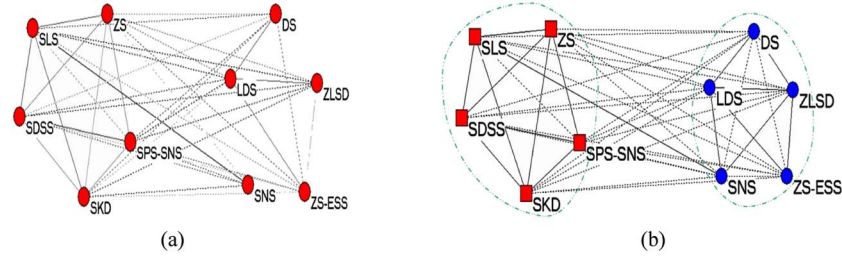 ZS
DS
SLS
LDS
ZLSD
SDSS
SPS-SNS
SNS
ZS-ESS
SKD
(a)
ZS
SLS
DS
LDS
ZLSD
SDSS
SPS-SNS
SNS
ZS-ESS
SKD
(b)